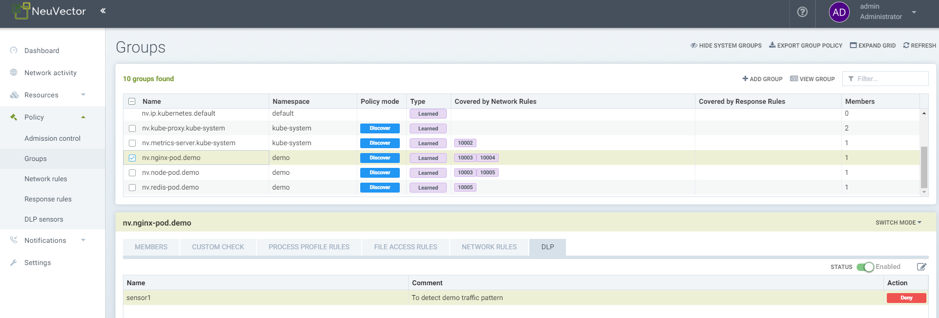 NeuVector
«
AD
admin
Administrator
Dashboard
Network activity
Resources
Policy
Admission control
Groups
Network rules
Response rules
DLP sensors
Notifications
Settings
Groups
HIDE SYSTEM GROUPS EXPORT GROUP POLICY EXPAND GRID REFRESH
10 groups found
+ ADD GROUP VIEW GROUP Filter...
Name Namespace Policy mode Type Covered by Network Rules Covered by Response Rules Members
nv.ip.kubernetes.default default Learned 0
nv.kube-proxy.kube-system kube-system Discover Learned 2
nv.metrics-server.kube-system kube-system Discover Learned 10002 1
nv.nginx-pod.demo demo Discover Learned 10003 10004 1
nv.node-pod.demo demo Discover Learned 10003 10005 1
nv.redis-pod.demo demo Discover Learned 10005 1
nv.nginx-pod.demo SWITCH MODE
MEMBERS CUSTOM CHECK PROCESS PROFILE RULES FILE ACCESS RULES NETWORK RULES DLP
STATUS Enabled
Name Comment Action
sensor1 To detect demo traffic pattern Deny